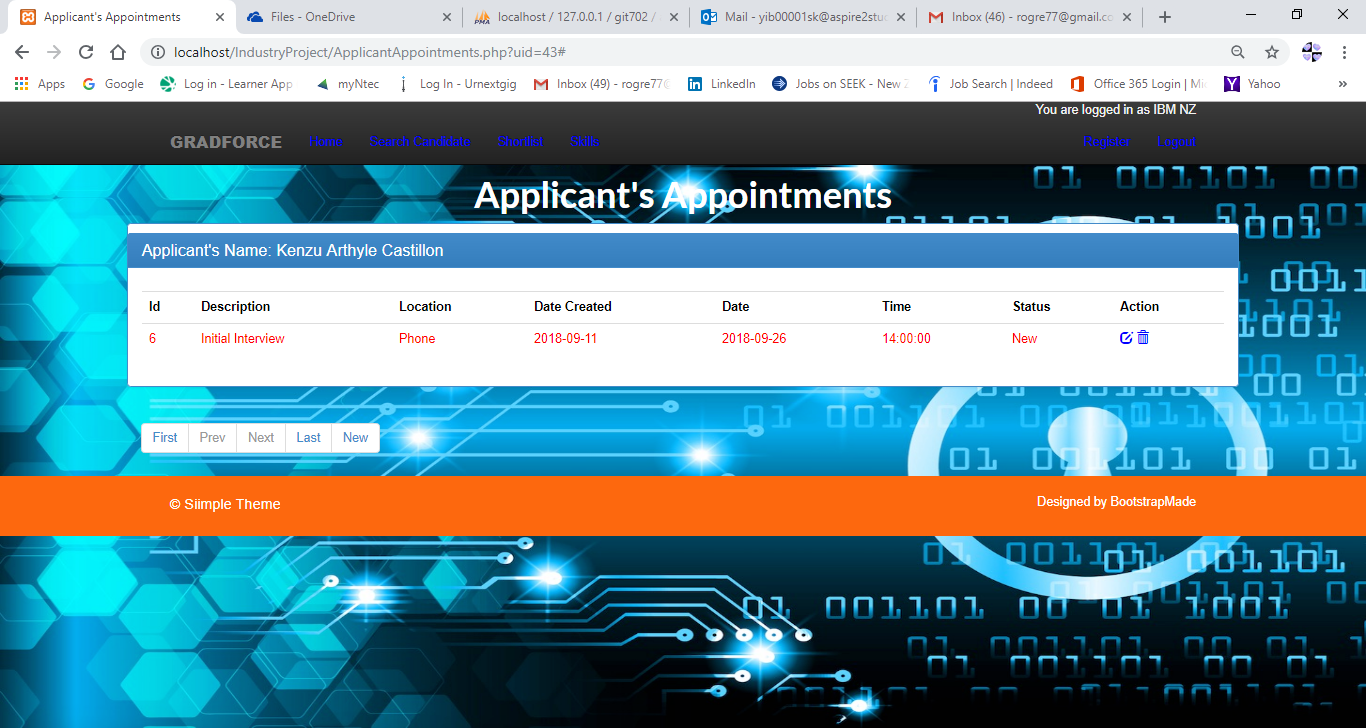 Applicant's Appointments
Files - OneDrive
localhost / 127.0.0.1 / git702 /
Mail - yib00001sk@aspire2stu
Inbox (46) - rogre77@gmail.co
localhost/IndustryProject/ApplicantAppointments.php?uid=43#
Apps Google Log in - Learner App myNtec Log In - Urnextgig Inbox (49) - rogre77@ LinkedIn Jobs on SEEK - New Job Search | Indeed Office 365 Login | Mi Yahoo »
You are logged in as IBM NZ
GRADFORCE Home Search Candidate Shortlist Skills Register Logout
Applicant's Appointments
Applicant's Name: Kenzu Arthyle Castillon
Id Description Location Date Created Date Time Status Action
6 Initial Interview Phone 2018-09-11 2018-09-26 14:00:00 New
First Prev Next Last New
© Siimple Theme
Designed by BootstrapMade